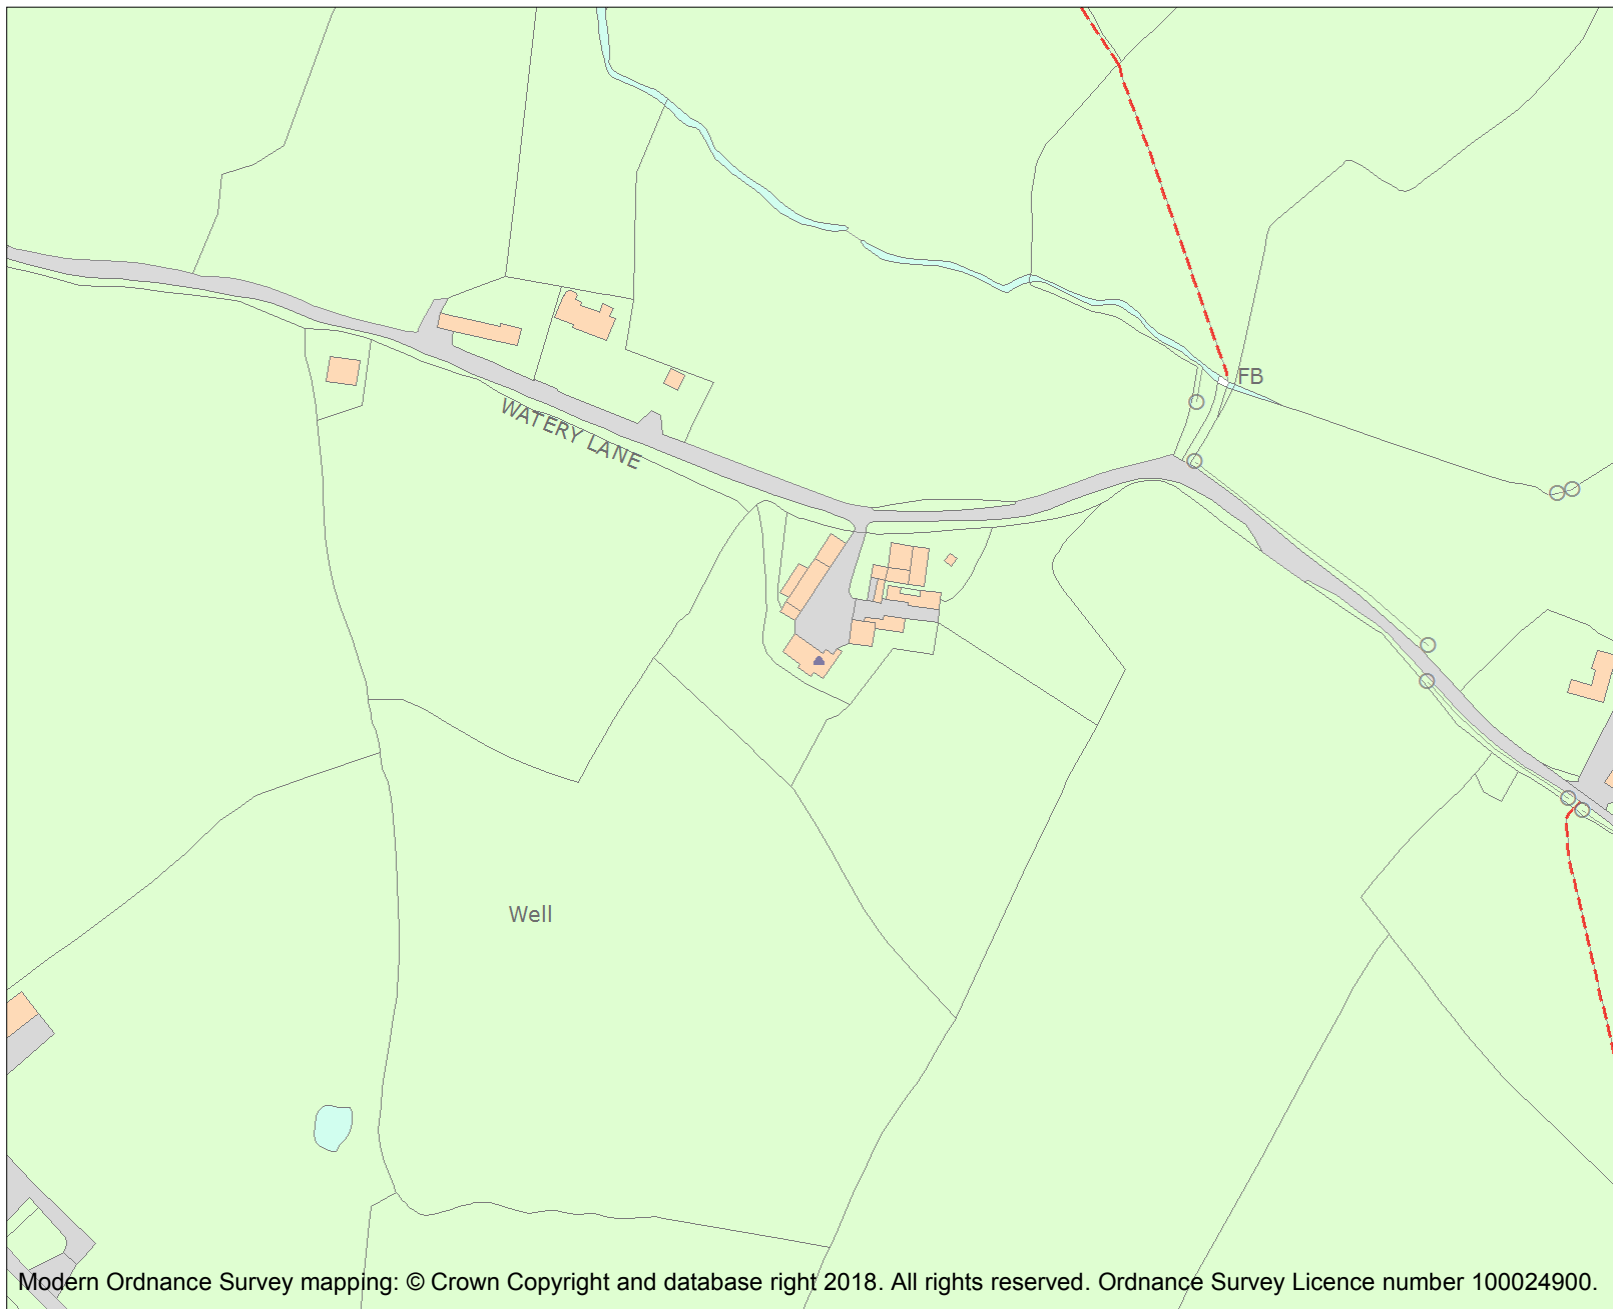 FB
WATERY LANE
Well
Modern Ordnance Survey mapping: © Crown Copyright and database right 2018. All rights reserved. Ordnance Survey Licence number 100024900.